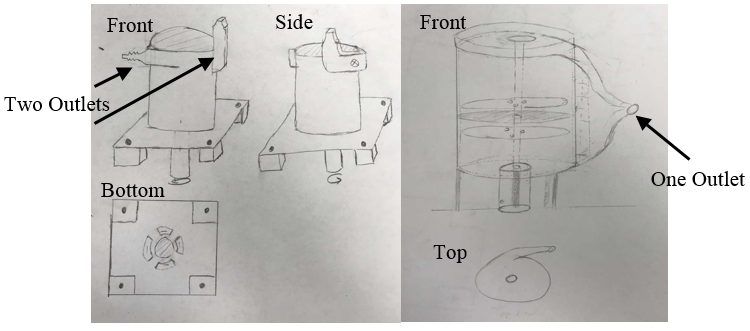 Front
Side
Front
Two Outlets
One Outlet
Bottom
Top